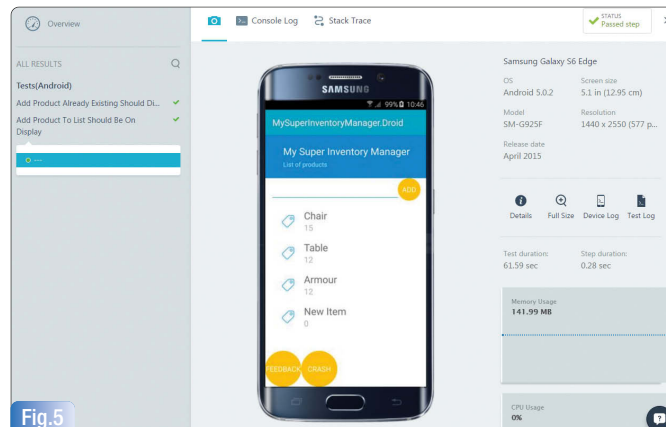 Overview
Console Log
Stack Trace
STATUS
Passed step
ALL RESULTS
Tests(Android)
Add Product Already Existing Should Di...
Add Product To List Should Be On
Display
SAMSUNG
99% 10:46
MySuperInventoryManager.Droid
My Super Inventory Manager
List of products
ADD
Chair
15
Table
12
Armour
12
New Item
0
FEEDBACK
CRASH
Samsung Galaxy S6 Edge
OS Screen size
Android 5.0.2 5.1 in (12.95 cm)
Model Resolution
SM-G925F 1440 x 2550 (577 p...
Release date
April 2015
Details Full Size Device Log Test Log
Test duration: Step duration:
61.59 sec 0.28 sec
Memory Usage
141.99 MB
CPU Usage
0%
?
Fig.5